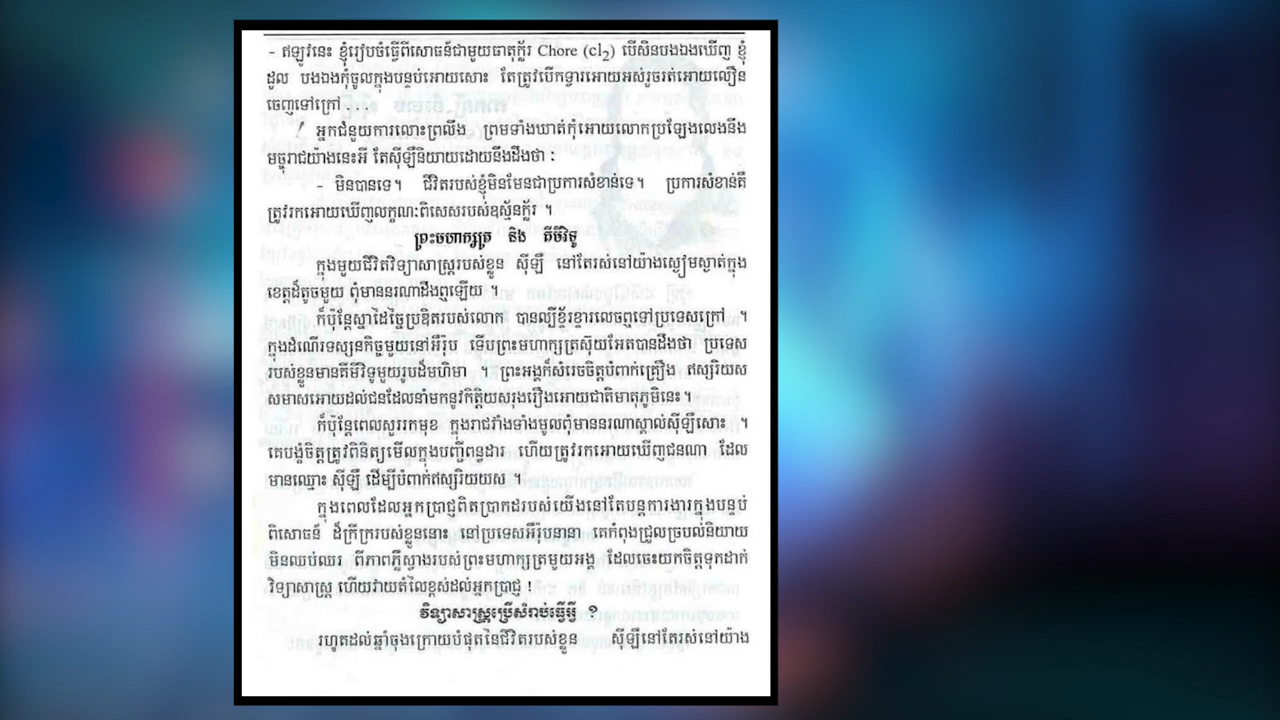 - ឥឡូវនេះ ខ្ញុំរៀបចំធ្វើពិសោធន៍ជាមួយធាតុក្ល័រ Chore (cl2) បើសិនបងឯងឃើញ ខ្ញុំ
ដួល បងឯងកុំចូលក្នុងបន្ទប់អោយសោះ តែត្រូវបើកទ្វារអោយអស់រួចរត់អោយលឿន
ចេញទៅក្រៅ . . .
អ្នកជំនួយការលោះព្រលឹង ព្រមទាំងឃាត់កុំអោយលោកប្រឡែងលេងនឹង
មច្ចុរាជយ៉ាងនេះអី តែស៊ីឡឺនិយាយដោយនឹងដឹងថា :
- មិនបានទេ។ ជីវិតរបស់ខ្ញុំមិនមែនជាប្រការសំខាន់ទេ។ ប្រការសំខាន់គឺ
ត្រូវរកអោយឃើញលក្ខណៈពិសេសរបស់ឧស្ម័នក្ល័រ ។
ព្រះមហាក្សត្រ និង គីមីវិទូ
ក្នុងមួយជីវិតវិទ្យាសាស្ត្ររបស់ខ្លួន ស៊ីឡឺ នៅតែរស់នៅយ៉ាងស្ងៀមស្ងាត់ក្នុង
ខេត្តដ៏តូចមួយ ពុំមាននរណាដឹងឮឡើយ ។
ក៏ប៉ុន្តែស្នាដៃច្នៃប្រឌិតរបស់លោក បានល្បីខ្ទ័រខ្ទារលេចឮទៅប្រទេសក្រៅ ។
ក្នុងដំណើរទស្សនកិច្ចមួយនៅអឺរ៉ុប ទើបព្រះមហាក្សត្រស៊ុយអែតបានដឹងថា ប្រទេស
របស់ខ្លួនមានគីមីវិទូមួយរូបដ៏មហិមា ។ ព្រះអង្គក៏សំរេចចិត្តបំពាក់គ្រឿង ឥស្សរិយស
សមាសអោយដល់ជនដែលនាំមកនូវកិត្តិយសរុងរឿងអោយជាតិមាតុភូមិនេះ ។
ក៏ប៉ុន្តែពេលសួររកមុខ ក្នុងរាជវាំងទាំងមូលពុំមាននរណាស្គាល់ស៊ីឡឺសោះ ។
គេបង្ខំចិត្តត្រូវពិនិត្យមើលក្នុងបញ្ជីពន្ធដារ ហើយត្រូវរកអោយឃើញជនណា ដែល
មានឈ្មោះ ស៊ីឡឺ ដើម្បីបំពាក់ឥស្សរិយយស ។
ក្នុងពេលដែលអ្នកប្រាជ្ញពិតប្រាកដរបស់យើងនៅតែបន្តការងារក្នុងបន្ទប់
ពិសោធន៍ ដ៏ក្រីក្ររបស់ខ្លួននោះ នៅប្រទេសអឺរ៉ុបនានា គេកំពុងជ្រួលច្របល់និយាយ
មិនឈប់ឈរ ពីភាពភ្លឺស្វាងរបស់ព្រះមហាក្សត្រមួយអង្គ ដែលចេះយកចិត្តទុកដាក់
វិទ្យាសាស្ត្រ ហើយវាយតំលៃខ្ពស់ដល់អ្នកប្រាជ្ញ !
វិទ្យាសាស្ត្រប្រើសំរាប់ធ្វើអ្វី ?
រហូតដល់ឆ្នាំចុងក្រោយបំផុតនៃជីវិតរបស់ខ្លួន ស៊ីឡឺនៅតែរស់នៅយ៉ាង